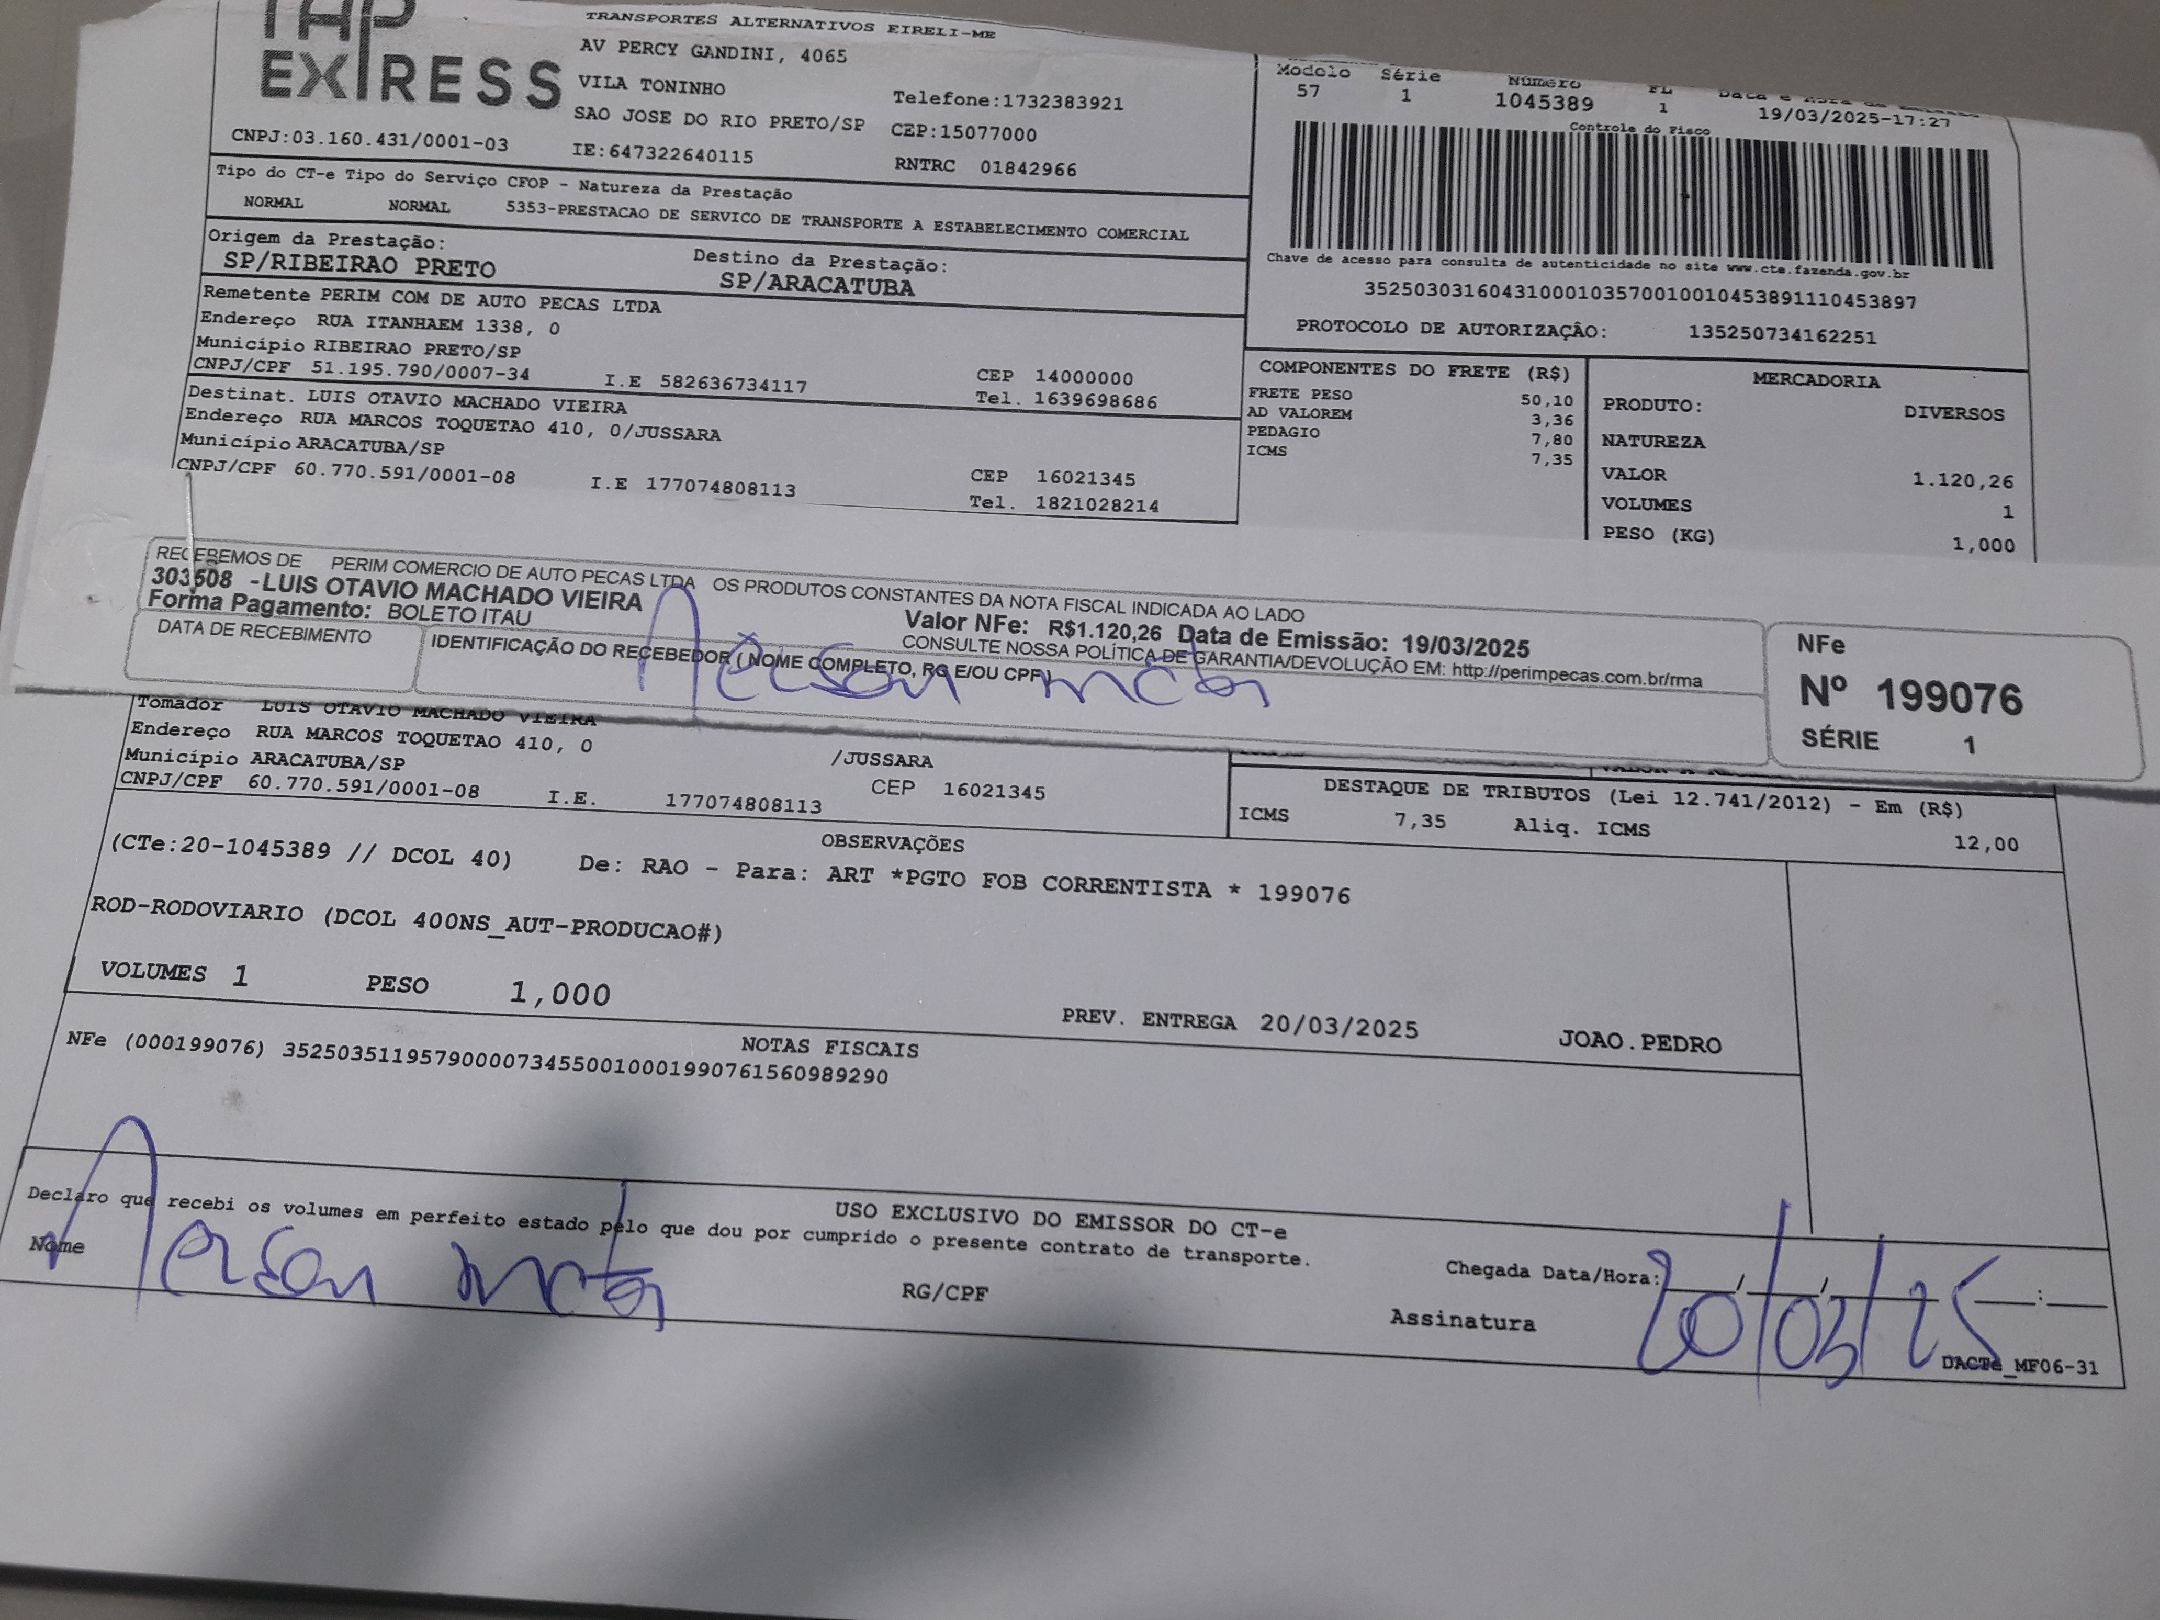 TAP EXPRESS
TRANSPORTES ALTERNATIVOS EIRELI-ME
AV PERCY GANDINI, 4065
VILA TONINHO
Telefone:1732383921
SAO JOSE DO RIO PRETO/SP CEP:15077000
CNPJ:03.160.431/0001-03 IE:647322640115 RNTRC 01842966
Modelo Série Número FL
57 1 1045389 1 19/03/2025-17:27
Controle do Fisco
Chave de acesso para consulta de autenticidade no site www.cte.fazenda.gov.br
35250303160431000103570010010453891110453897
PROTOCOLO DE AUTORIZAÇÃO: 135250734162251
Tipo do CT-e Tipo do Serviço CFOP - Natureza da Prestação
NORMAL NORMAL 5353-PRESTACAO DE SERVICO DE TRANSPORTE A ESTABELECIMENTO COMERCIAL
Origem da Prestação: Destino da Prestação:
SP/RIBEIRAO PRETO SP/ARACATUBA
Remetente PERIM COM DE AUTO PECAS LTDA
Endereço RUA ITANHAEM 1338, 0
Município RIBEIRAO PRETO/SP CEP 14000000
CNPJ/CPF 51.195.790/0007-34 I.E 582636734117 Tel. 1639698686
Destinat. LUIS OTAVIO MACHADO VIEIRA
Endereço RUA MARCOS TOQUETAO 410, 0/JUSSARA
Município ARACATUBA/SP CEP 16021345
CNPJ/CPF 60.770.591/0001-08 I.E 177074808113 Tel. 1821028214
COMPONENTES DO FRETE (R$)
FRETE PESO 50,10
AD VALOREM 3,36
PEDAGIO 7,80
ICMS 7,35
MERCADORIA
PRODUTO: DIVERSOS
NATUREZA
VALOR 1.120,26
VOLUMES 1
PESO (KG) 1,000
RECEBEMOS DE PERIM COMERCIO DE AUTO PECAS LTDA OS PRODUTOS CONSTANTES DA NOTA FISCAL INDICADA AO LADO
303508 -LUIS OTAVIO MACHADO VIEIRA
Forma Pagamento: BOLETO ITAU Valor NFe: R$1.120,26 Data de Emissão: 19/03/2025
CONSULTE NOSSA POLÍTICA DE GARANTIA/DEVOLUÇÃO EM: http://perimpecas.com.br/rma
DATA DE RECEBIMENTO IDENTIFICAÇÃO DO RECEBEDOR ( NOME COMPLETO, RG E/OU CPF
NFe
Nº 199076
SÉRIE 1
Tomador LUIS OTAVIO MACHADO VIEIRA
Endereço RUA MARCOS TOQUETAO 410, 0 /JUSSARA
Município ARACATUBA/SP CEP 16021345
CNPJ/CPF 60.770.591/0001-08 I.E. 177074808113
DESTAQUE DE TRIBUTOS (Lei 12.741/2012) - Em (R$)
ICMS 7,35 Aliq. ICMS 12,00
OBSERVAÇÕES
(CTe:20-1045389 // DCOL 40) De: RAO - Para: ART *PGTO FOB CORRENTISTA * 199076
ROD-RODOVIARIO (DCOL 400NS_AUT-PRODUCAO#)
VOLUMES 1 PESO 1,000
PREV. ENTREGA 20/03/2025 JOAO.PEDRO
NOTAS FISCAIS
NFe (000199076) 35250351195790000734550010001990761560989290
USO EXCLUSIVO DO EMISSOR DO CT-e
Declaro que recebi os volumes em perfeito estado pelo que dou por cumprido o presente contrato de transporte.
Nome RG/CPF Chegada Data/Hora: 20/03/25
Assinatura
DACTe_MF06-31